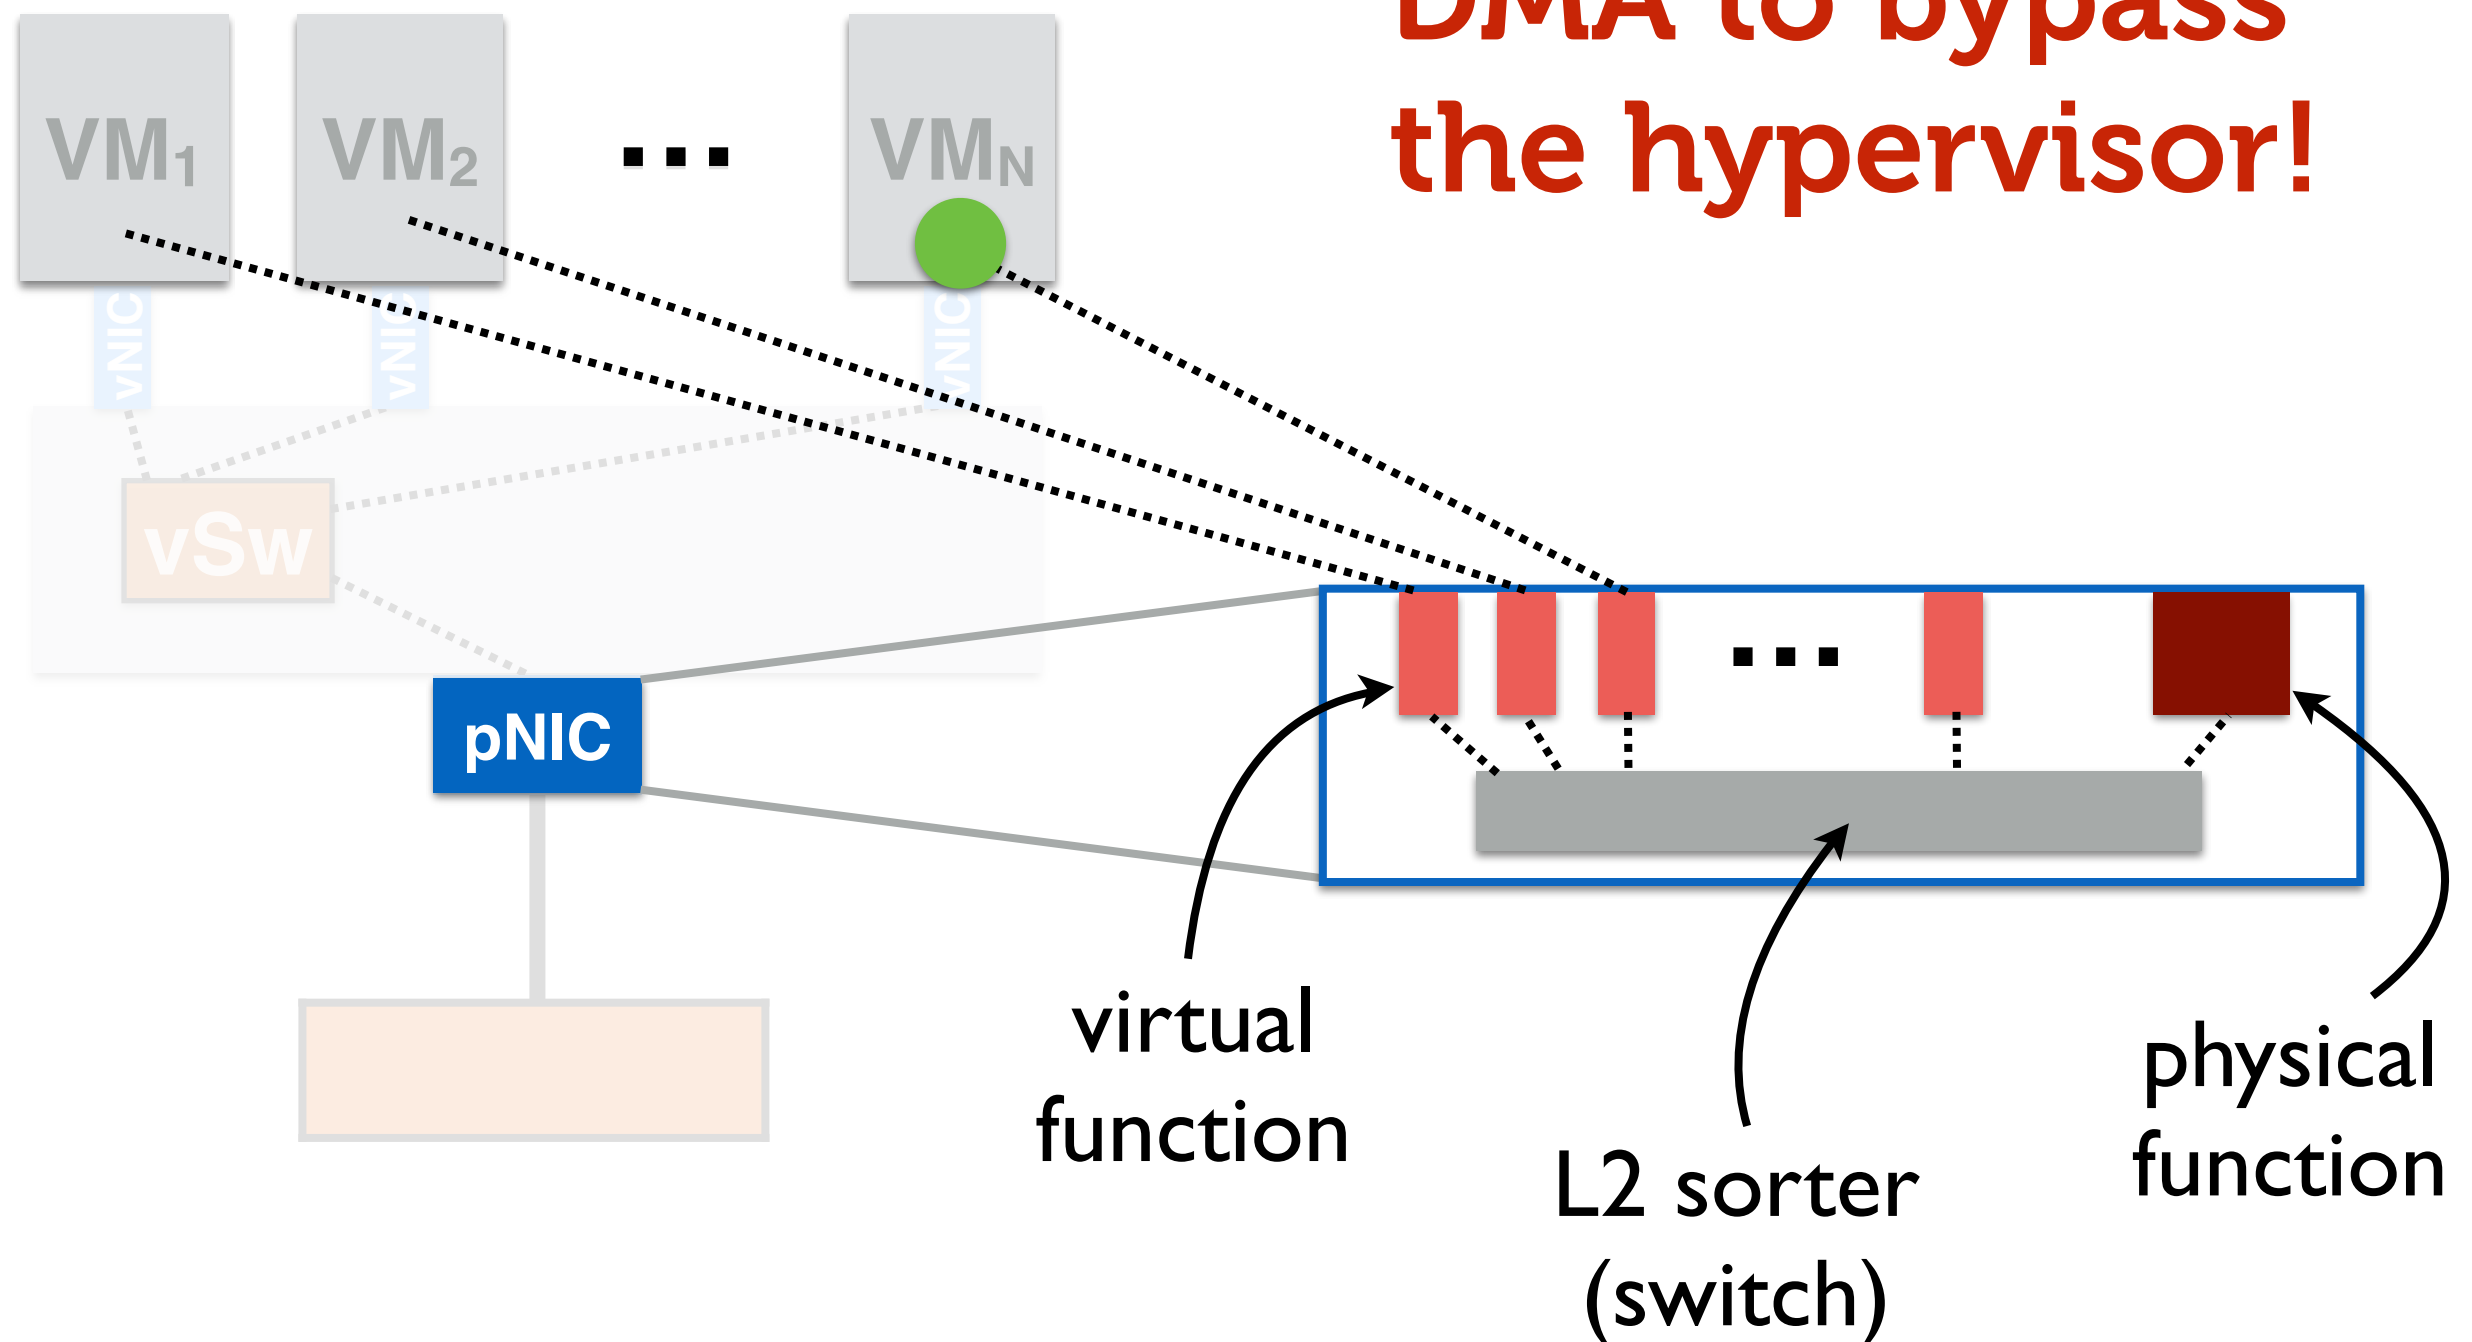 DMA to bypass
the hypervisor!
VM1
VM2
...
VMN
vNIC
vNIC
vNIC
vSw
pNIC
...
virtual
function
L2 sorter
(switch)
physical
function